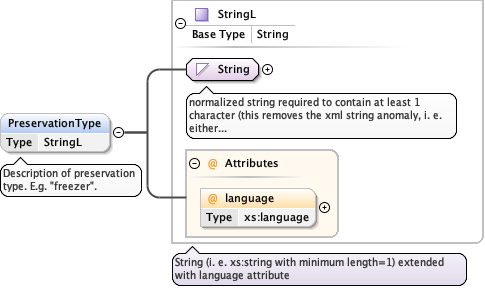 StringL
Base Type String
String
normalized string required to contain at least 1
character (this removes the xml string anomaly, i. e.
either...
PreservationType
Type StringL
Description of preservation
type. E.g. "freezer".
@ Attributes
@ language
Type xs:language
String (i. e. xs:string with minimum length=1) extended
with language attribute